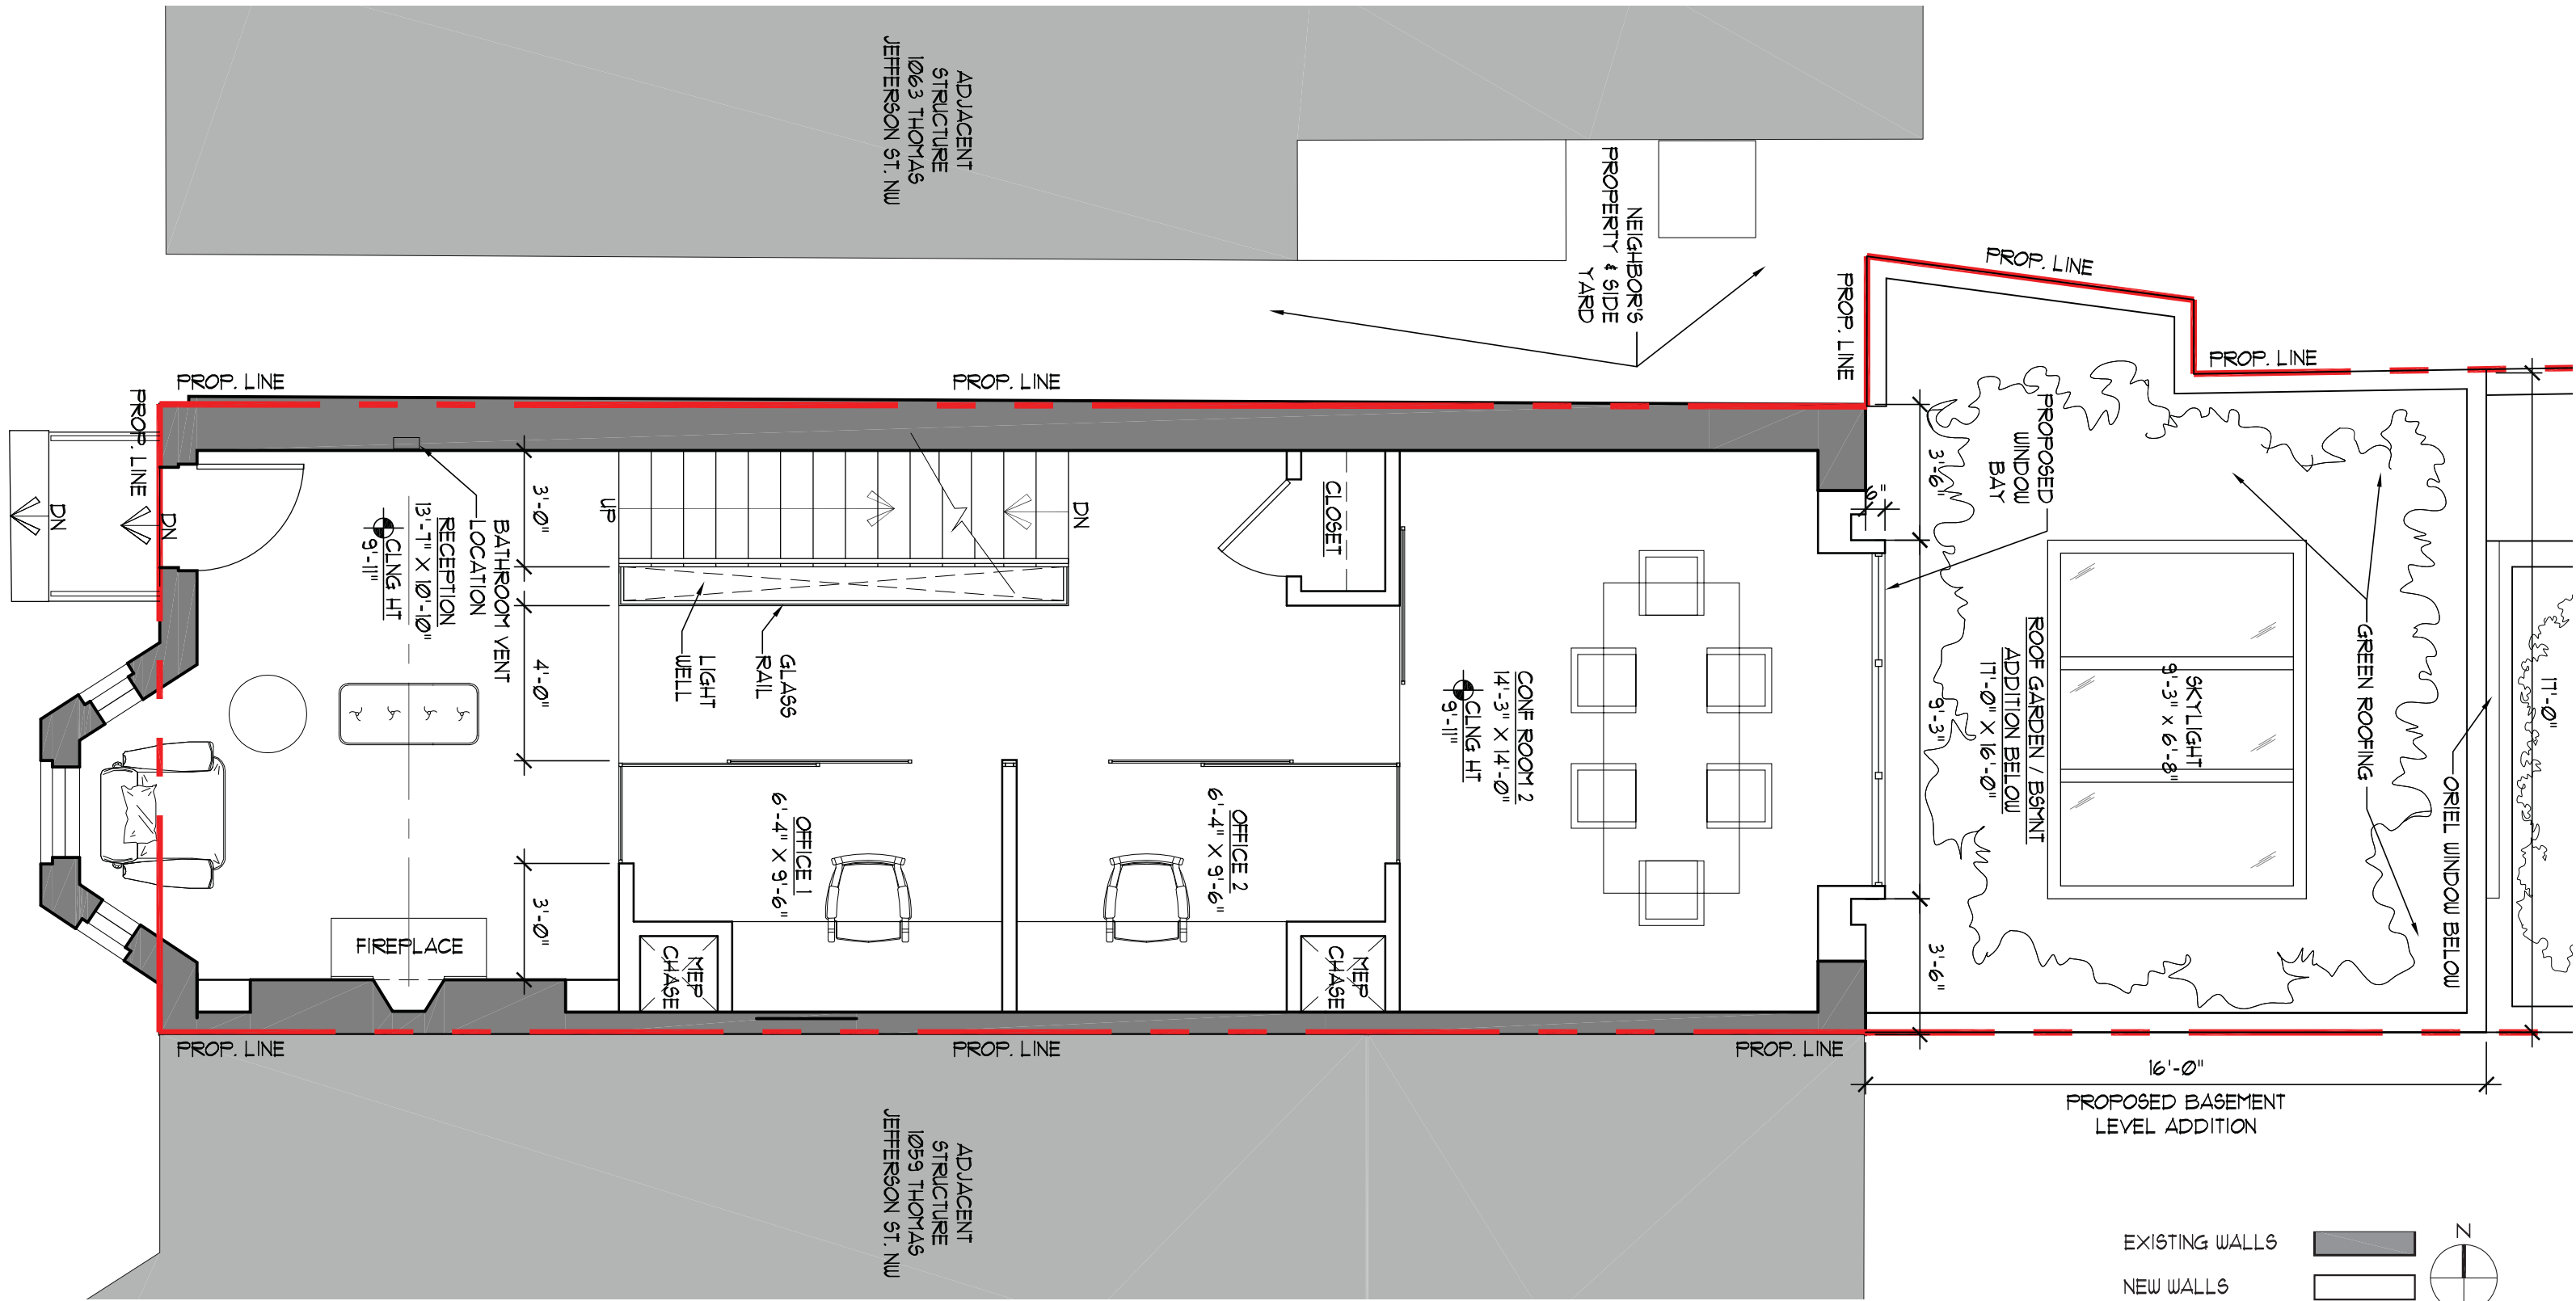 ADJACENT
STRUCTURE
1063 THOMAS
JEFFERSON ST. NW
NEIGHBOR'S
PROPERTY & SIDE
YARD
PROP. LINE
PROP. LINE
PROP. LINE
PROP. LINE
PROP. LINE
PROP. LINE
DN
DN
RECEPTION
13'-7" X 10'-10"
CLNG HT
9'-11"
BATHROOM VENT
LOCATION
3'-0"
4'-0"
3'-0"
FIREPLACE
UP
DN
LIGHT
WELL
GLASS
RAIL
CLOSET
OFFICE 1
6'-4" X 9'-6"
OFFICE 2
6'-4" X 9'-6"
MEP
CHASE
MEP
CHASE
CONF ROOM 2
14'-3" X 14'-0"
CLNG HT
9'-11"
PROPOSED
WINDOW
BAY
6"
3'-6"
9'-3"
3'-6"
ROOF GARDEN / BSMNT
ADDITION BELOW
17'-0" X 16'-0"
SKYLIGHT
9'-3" X 6'-8"
GREEN ROOFING
ORIEL WINDOW BELOW
17'-0"
PROP. LINE
PROP. LINE
PROP. LINE
16'-0"
PROPOSED BASEMENT
LEVEL ADDITION
ADJACENT
STRUCTURE
1059 THOMAS
JEFFERSON ST. NW
EXISTING WALLS
NEW WALLS
N